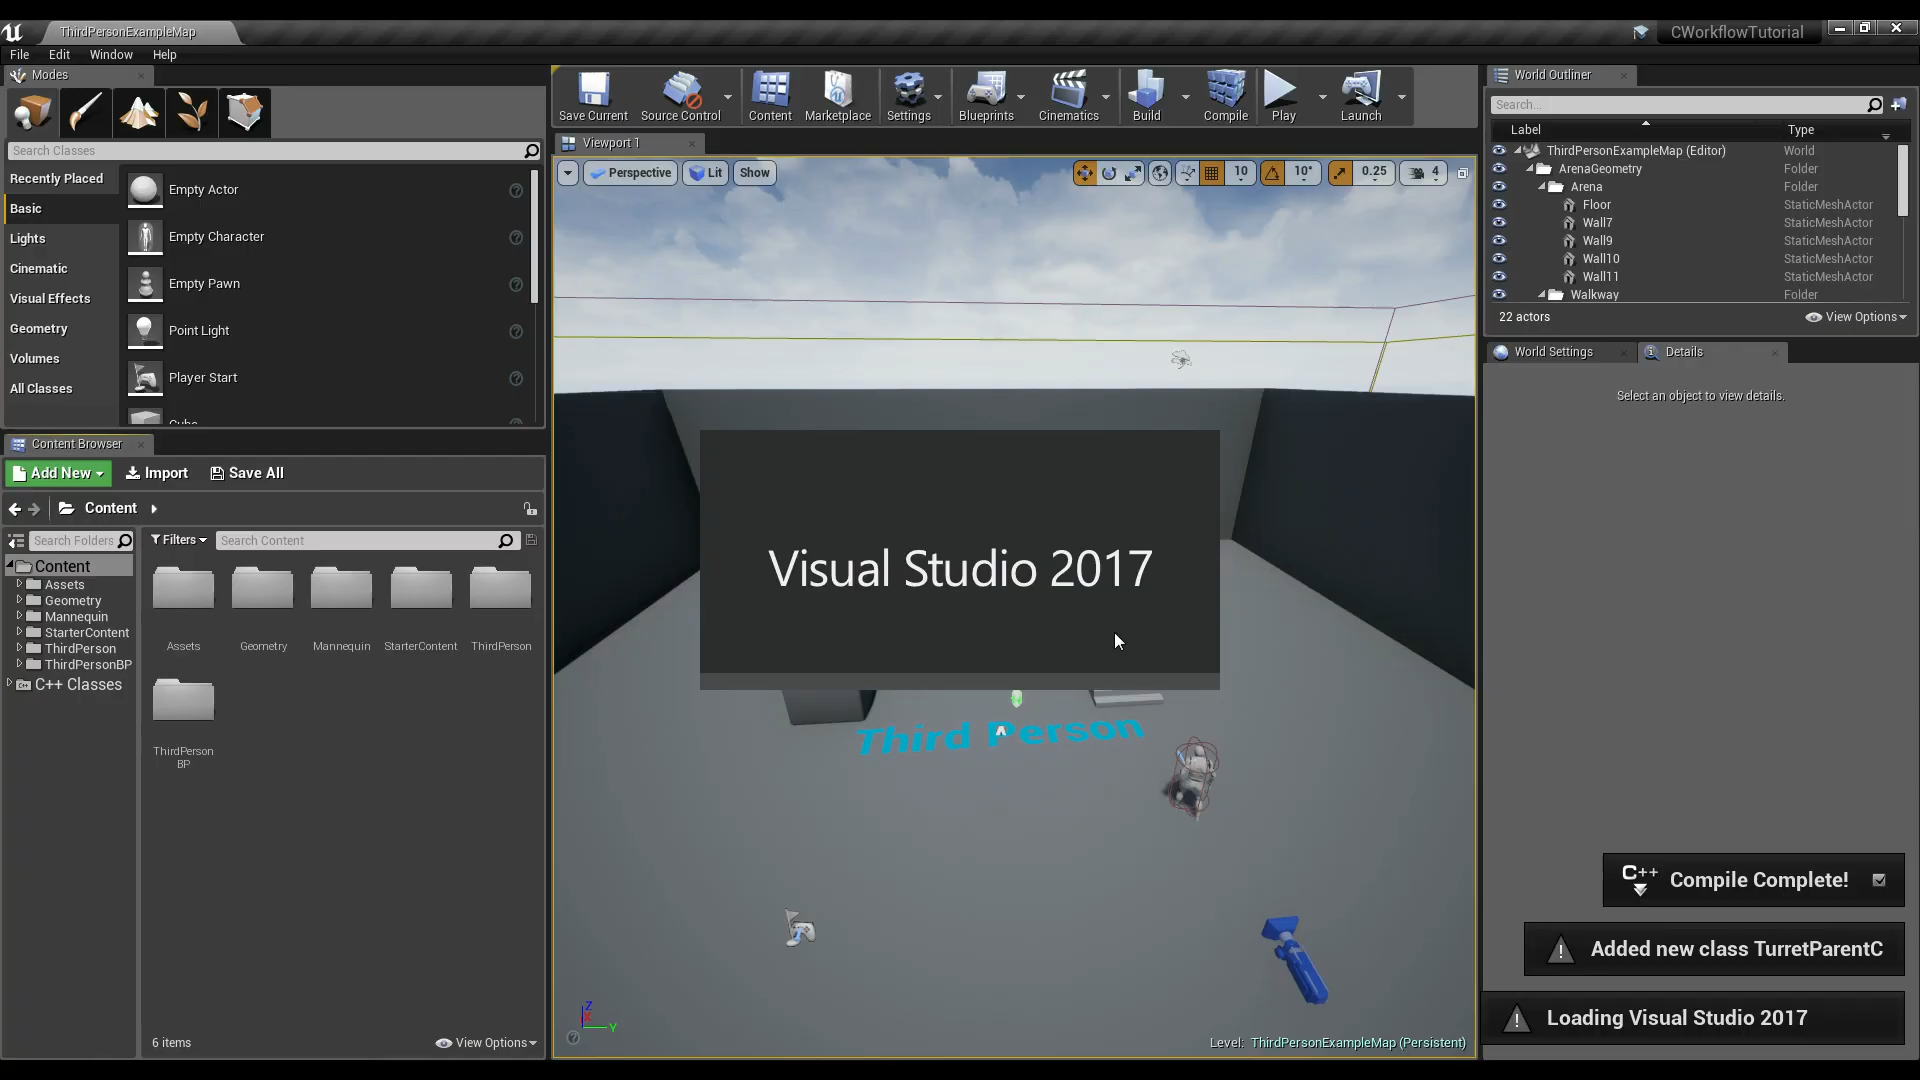 ThirdPersonExampleMap
CWorkflowTutorial
File Edit Window Help
Modes
Search Classes
Recently Placed
Basic
Lights
Cinematic
Visual Effects
Geometry
Volumes
All Classes
Empty Actor
Empty Character
Empty Pawn
Point Light
Player Start
Cube
Save Current
Source Control
Content
Marketplace
Settings
Blueprints
Cinematics
Build
Compile
Play
Launch
Viewport 1
Perspective Lit Show
10 10° 0.25 4
Visual Studio 2017
Third Person
Z
X
Y
Level: ThirdPersonExampleMap (Persistent)
Content Browser
Add New Import Save All
Content
Search Folders
Filters
Search Content
Content
Assets
Geometry
Mannequin
StarterContent
ThirdPerson
ThirdPersonBP
C++ Classes
Assets
Geometry
Mannequin
StarterContent
ThirdPerson
ThirdPerson
BP
6 items
View Options
World Outliner
Search...
Label Type
ThirdPersonExampleMap (Editor) World
ArenaGeometry Folder
Arena Folder
Floor StaticMeshActor
Wall7 StaticMeshActor
Wall9 StaticMeshActor
Wall10 StaticMeshActor
Wall11 StaticMeshActor
Walkway Folder
22 actors
View Options
World Settings
Details
Select an object to view details.
C++ Compile Complete!
Added new class TurretParentC
Loading Visual Studio 2017